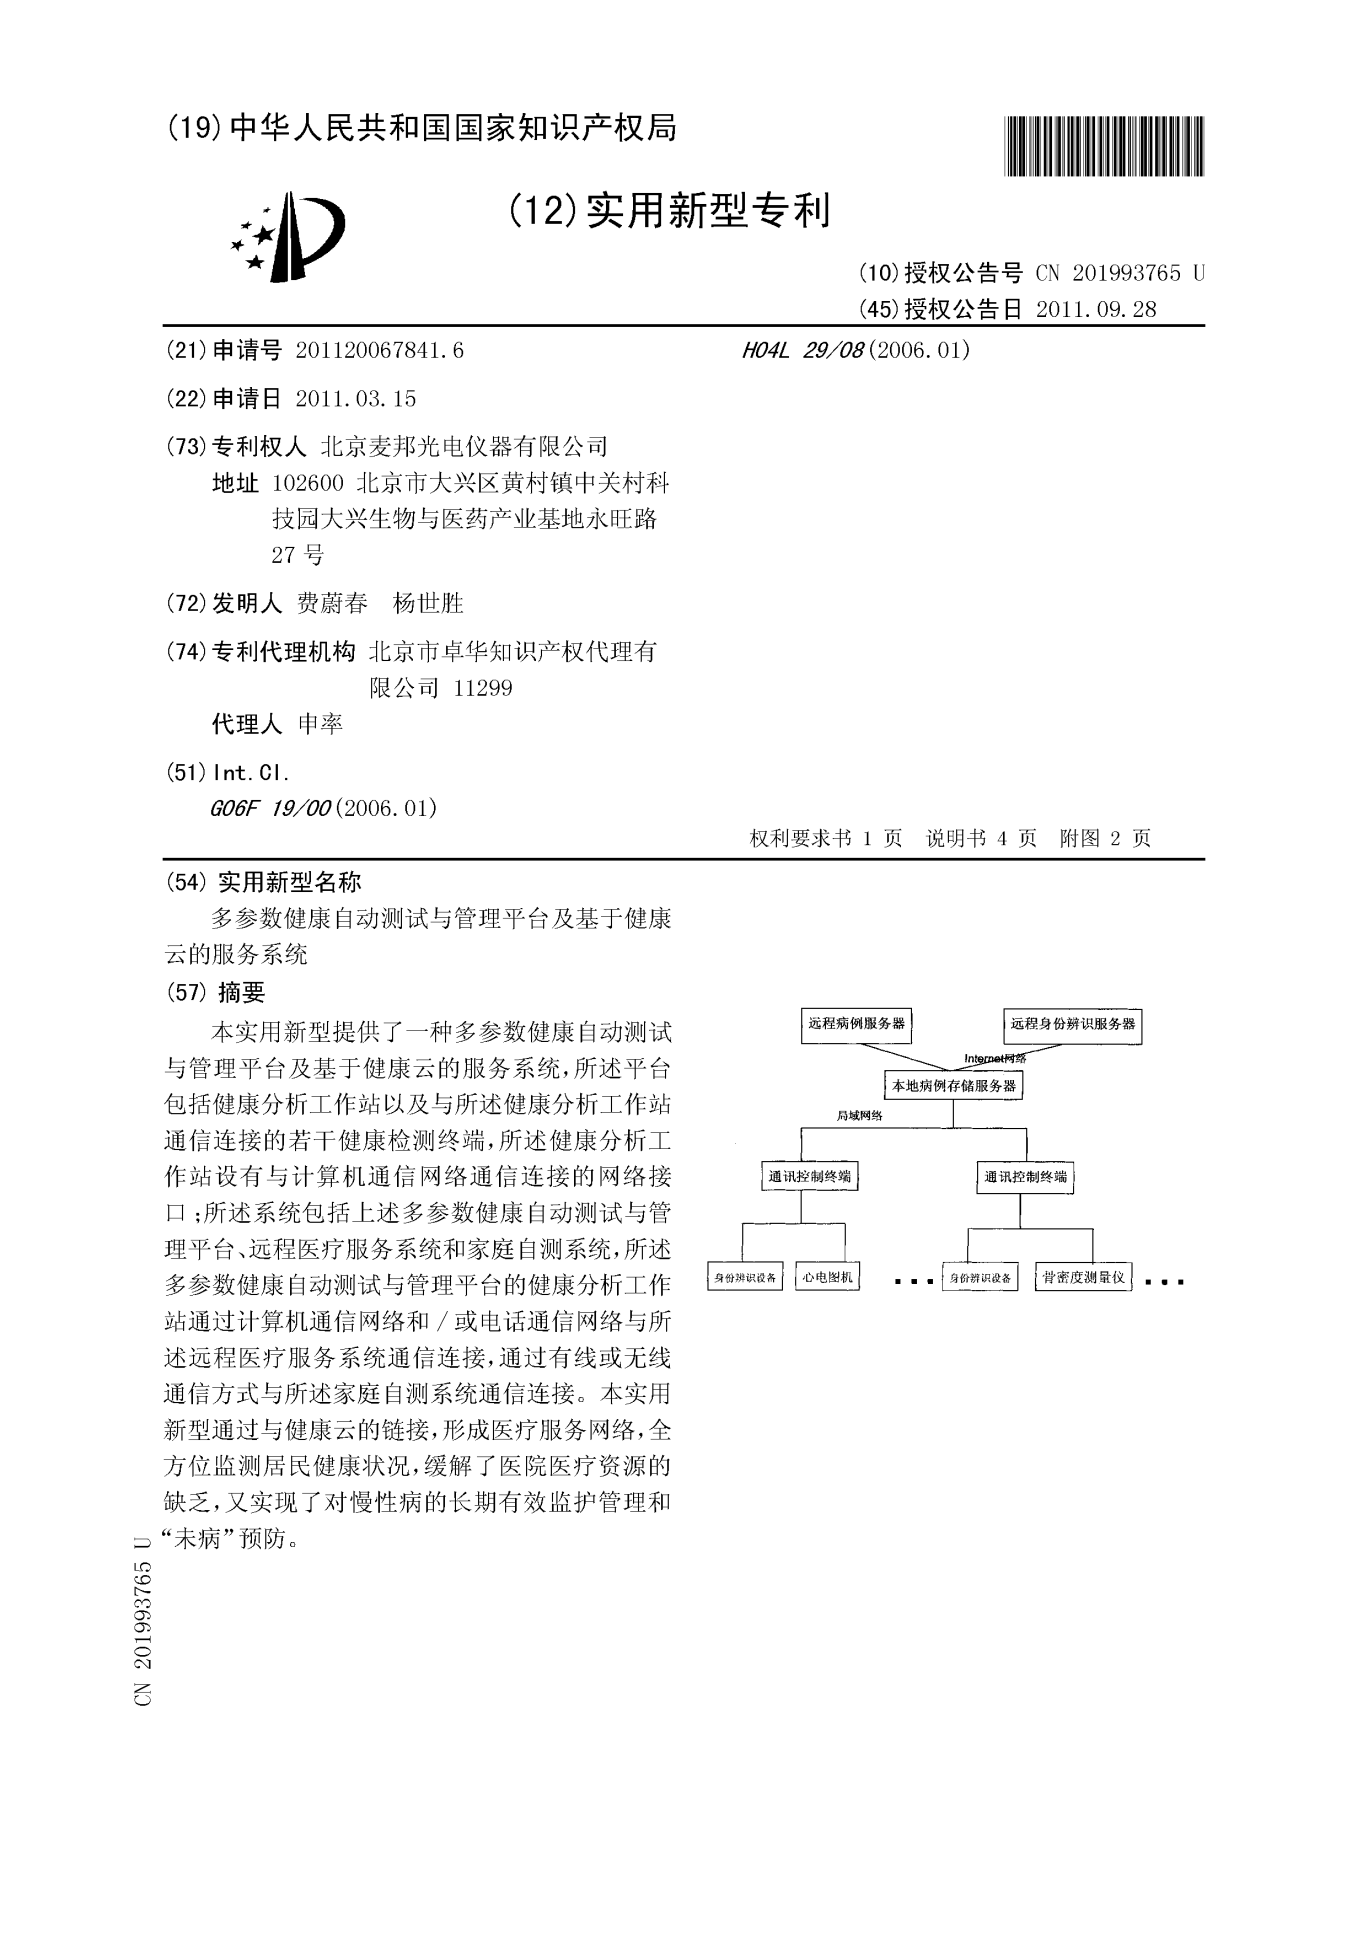 (19)中华人民共和国国家知识产权局
(12)实用新型专利
(10)授权公告号 CN 201993765 U
(45)授权公告日 2011.09.28
(21)申请号 201120067841.6
(22)申请日 2011.03.15
(73)专利权人 北京麦邦光电仪器有限公司
地址 102600 北京市大兴区黄村镇中关村科
技园大兴生物与医药产业基地永旺路
27 号
(72)发明人 费蔚春 杨世胜
(74)专利代理机构 北京市卓华知识产权代理有
限公司 11299
代理人 申率
(51)Int.Cl.
G06F 19/00(2006.01)
H04L 29/08(2006.01)
权利要求书 1 页 说明书 4 页 附图 2 页
(54) 实用新型名称
多参数健康自动测试与管理平台及基于健康
云的服务系统
(57) 摘要
本实用新型提供了一种多参数健康自动测试
与管理平台及基于健康云的服务系统,所述平台
包括健康分析工作站以及与所述健康分析工作站
通信连接的若干健康检测终端,所述健康分析工
作站设有与计算机通信网络通信连接的网络接
口;所述系统包括上述多参数健康自动测试与管
理平台、远程医疗服务系统和家庭自测系统,所述
多参数健康自动测试与管理平台的健康分析工作
站通过计算机通信网络和/或电话通信网络与所
述远程医疗服务系统通信连接,通过有线或无线
通信方式与所述家庭自测系统通信连接。本实用
新型通过与健康云的链接,形成医疗服务网络,全
方位监测居民健康状况,缓解了医院医疗资源的
缺乏,又实现了对慢性病的长期有效监护管理和
“未病”预防。
远程病例服务器 远程身份辨识服务器
Internet网络
本地病例存储服务器
局域网络
通讯控制终端 通讯控制终端
身份辨识设备 心电图机 身份辨识设备 骨密度测量仪
CN 201993765 U